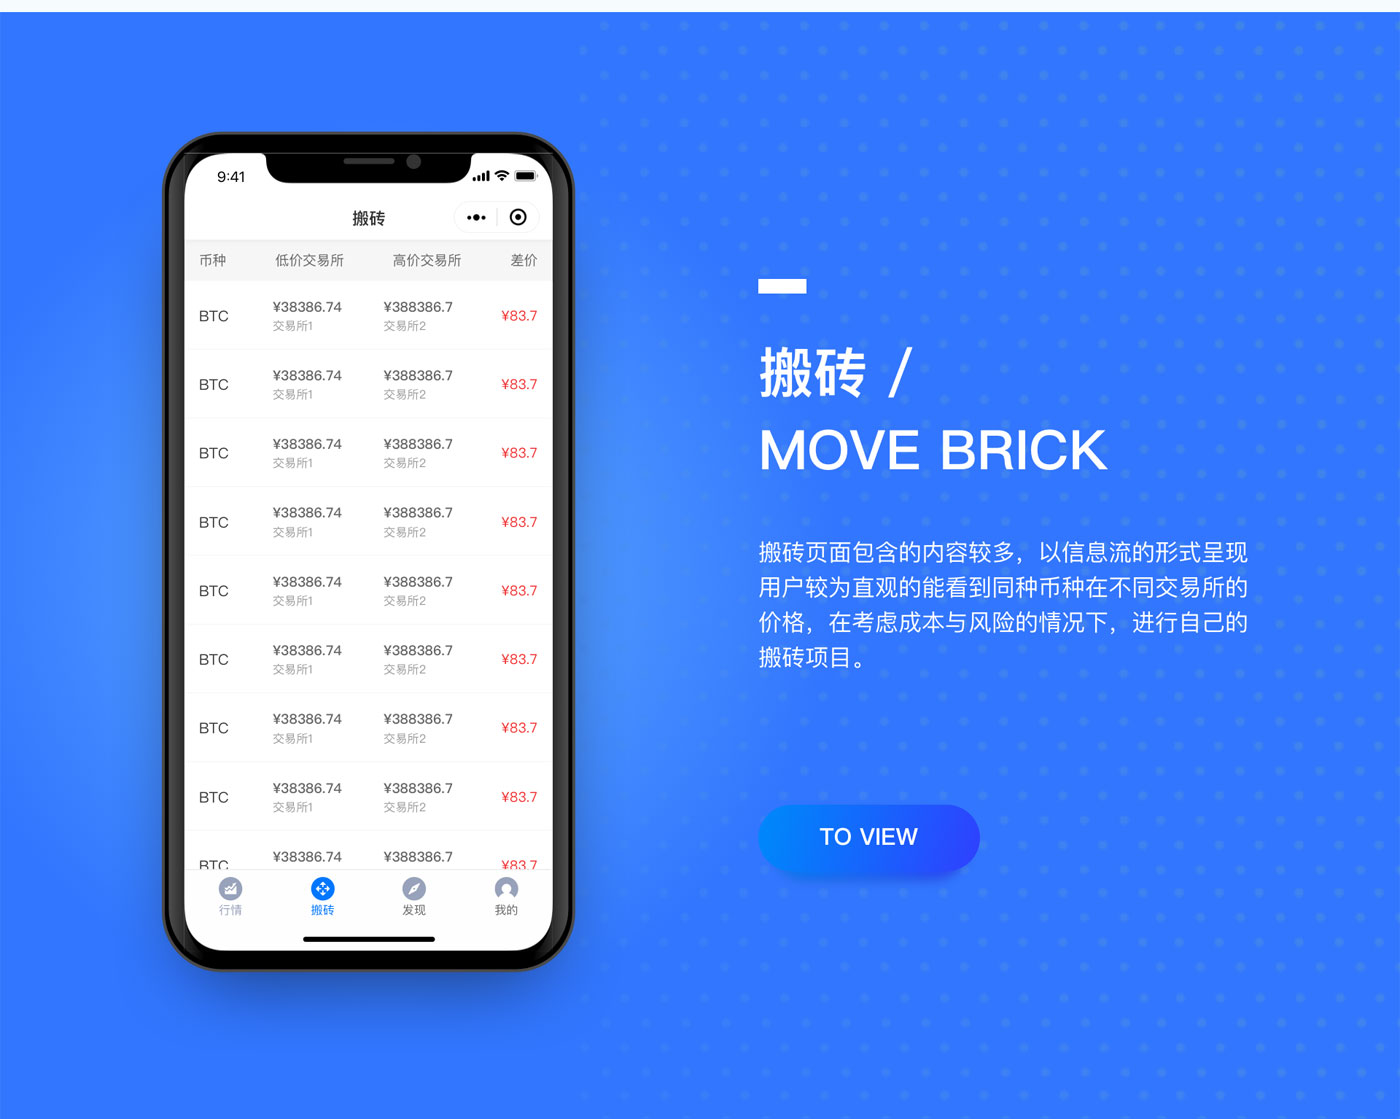 9:41
搬砖
币种 低价交易所 高价交易所 差价
BTC ¥38386.74 ¥388386.7 ¥83.7
交易所1 交易所2
BTC ¥38386.74 ¥388386.7 ¥83.7
交易所1 交易所2
BTC ¥38386.74 ¥388386.7 ¥83.7
交易所1 交易所2
BTC ¥38386.74 ¥388386.7 ¥83.7
交易所1 交易所2
BTC ¥38386.74 ¥388386.7 ¥83.7
交易所1 交易所2
BTC ¥38386.74 ¥388386.7 ¥83.7
交易所1 交易所2
BTC ¥38386.74 ¥388386.7 ¥83.7
交易所1 交易所2
BTC ¥38386.74 ¥388386.7 ¥83.7
交易所1 交易所2
BTC ¥38386.74 ¥388386.7 ¥83.7
行情 搬砖 发现 我的
搬砖 /
MOVE BRICK
搬砖页面包含的内容较多，以信息流的形式呈现
用户较为直观的能看到同种币种在不同交易所的
价格，在考虑成本与风险的情况下，进行自己的
搬砖项目。
TO VIEW